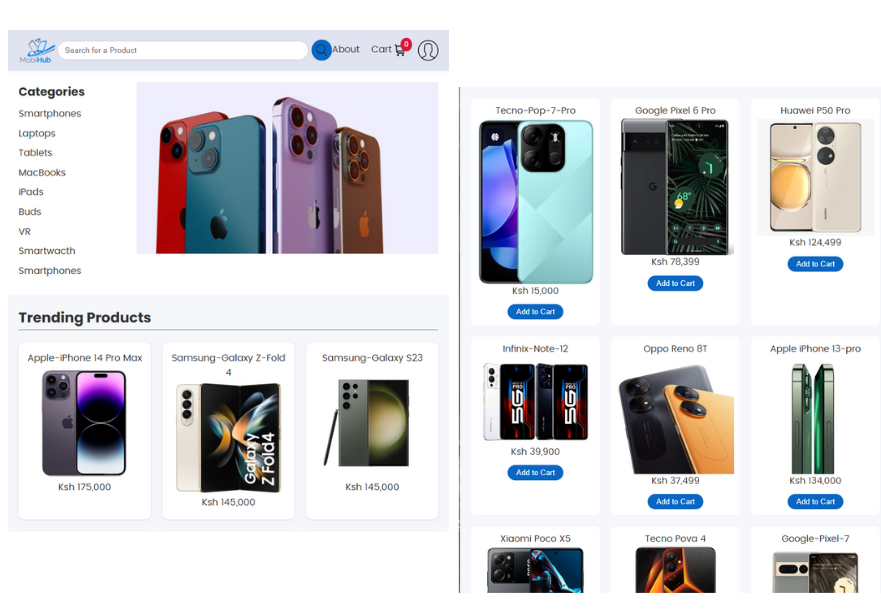 MobiHub
Search for a Product
About
Cart
0
Categories
Smartphones
Laptops
Tablets
MacBooks
iPads
Buds
VR
Smartwacth
Smartphones
Trending Products
Apple-iPhone 14 Pro Max
Ksh 175,000
Samsung-Galaxy Z-Fold
4
Galaxy
Z Fold4
Ksh 145,000
Samsung-Galaxy S23
Ksh 145,000
Tecno-Pop-7-Pro
Ksh 15,000
Add to Cart
Google Pixel 6 Pro
G
68°
Ksh 78,399
Add to Cart
Huawei P50 Pro
Ksh 124,499
Add to Cart
Infinix-Note-12
5G
5G
Ksh 39,900
Add to Cart
Oppo Reno 8T
Ksh 37,499
Add to Cart
Apple iPhone 13-pro
Ksh 134,000
Add to Cart
Xiaomi Poco X5
Tecno Pova 4
Google-Pixel-7